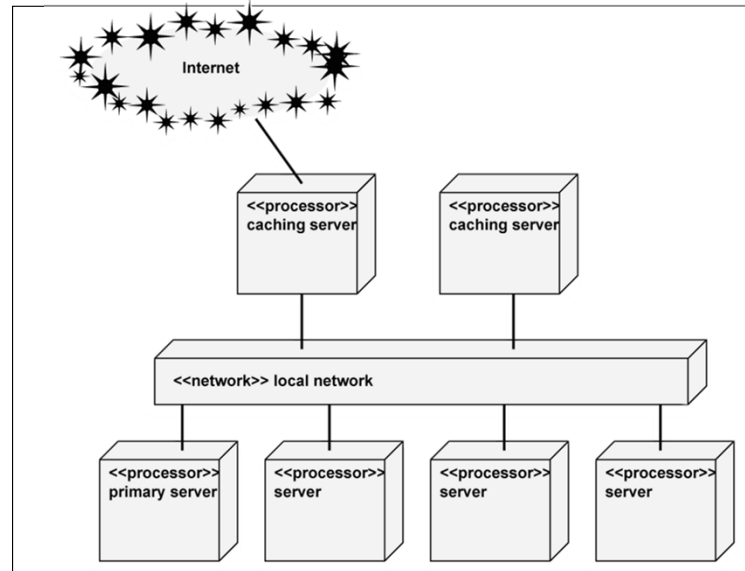 Internet
<<processor>>
caching server
<<processor>>
caching server
<<network>> local network
<<processor>>
primary server
<<processor>>
server
<<processor>>
server
<<processor>>
server